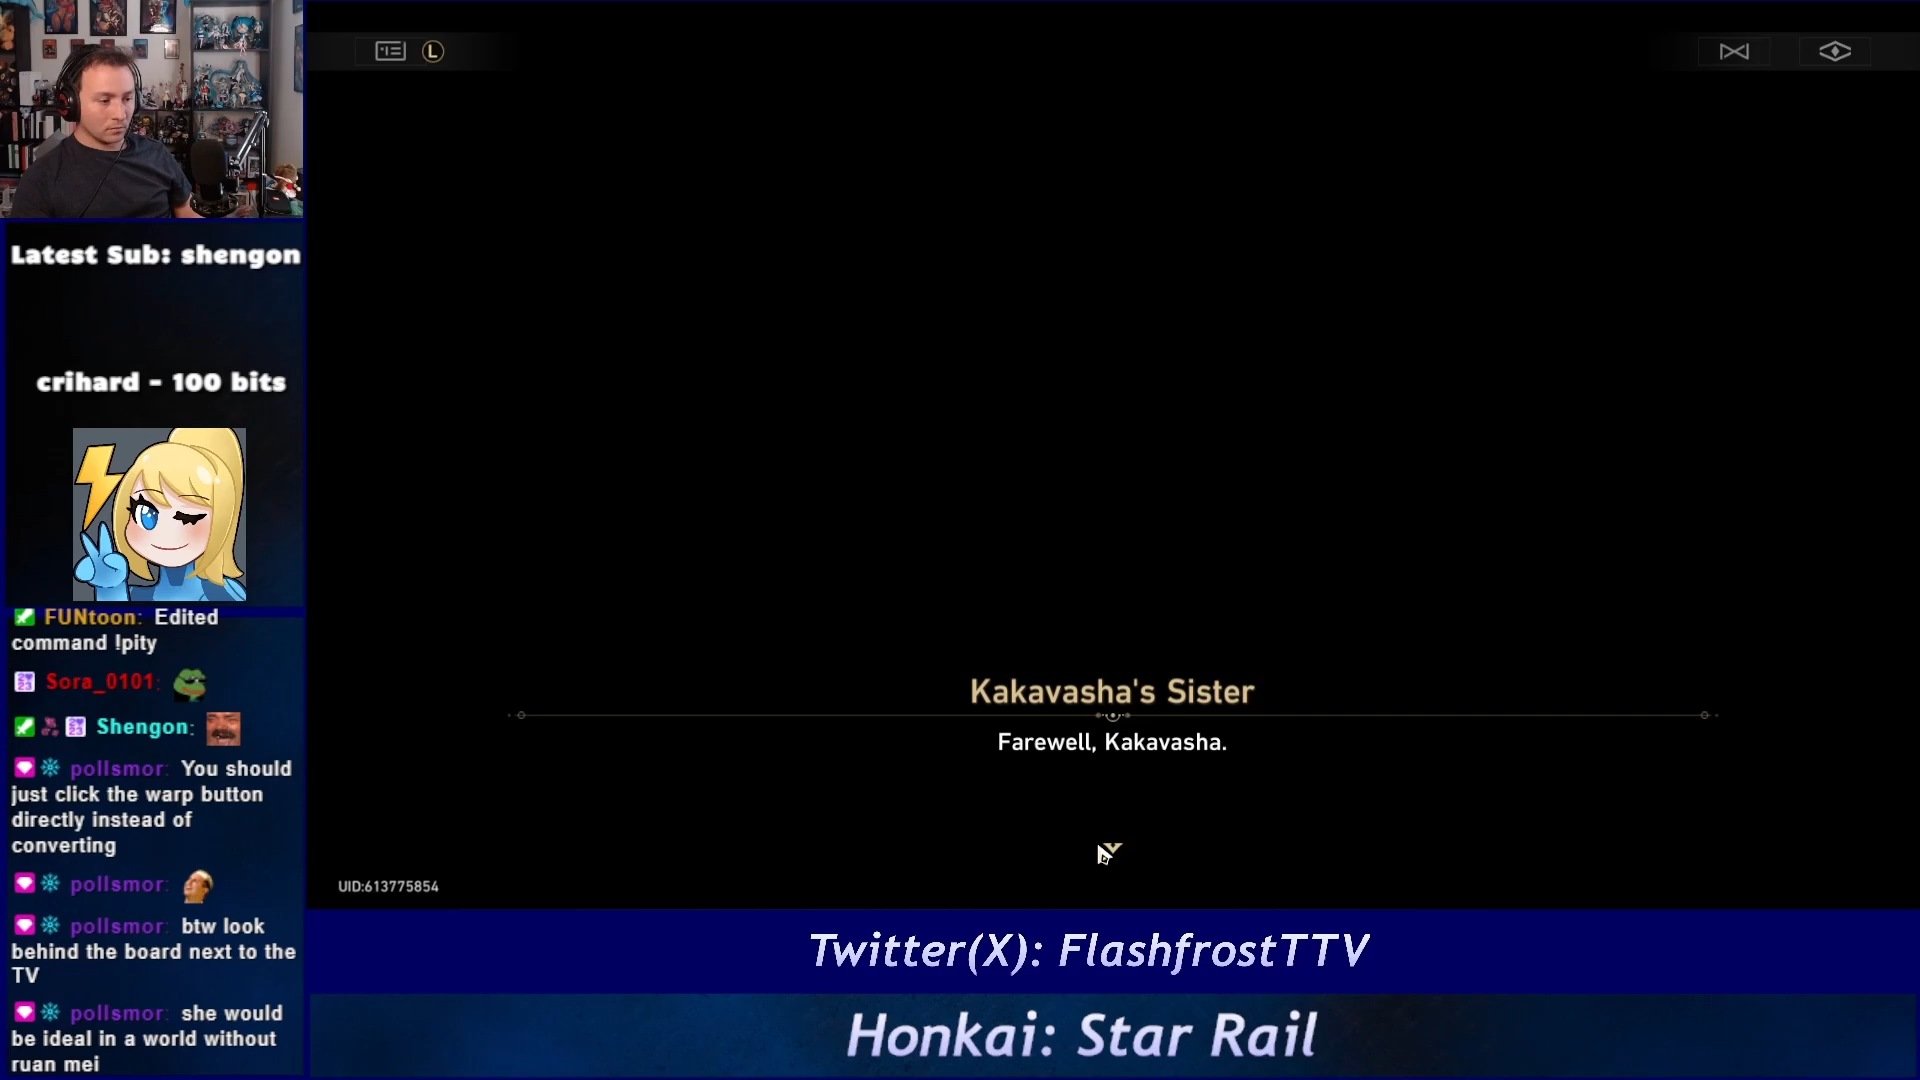 L
Latest Sub: shengon
crihard - 100 bits
FUNtoon: Edited
command !pity
Sora_0101:
Shengon:
pollsmor: You should
just click the warp button
directly instead of
converting
pollsmor:
pollsmor: btw look
behind the board next to the
TV
pollsmor: she would
be ideal in a world without
ruan mei
Kakavasha's Sister
Farewell, Kakavasha.
UID:613775854
Twitter(X): FlashfrostTTV
Honkai: Star Rail